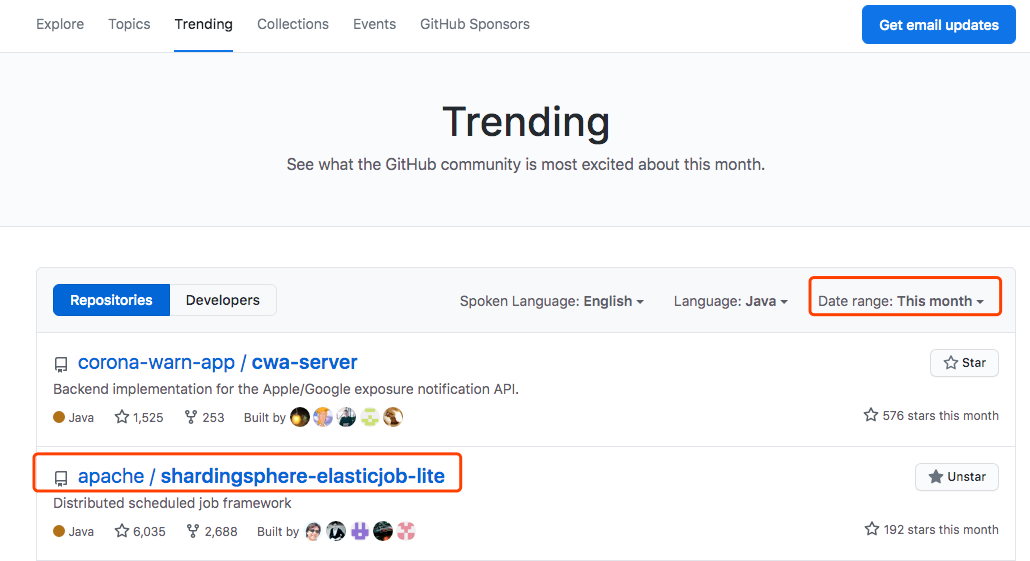 Explore Topics Trending Collections Events GitHub Sponsors Get email updates
Trending
See what the GitHub community is most excited about this month.
Repositories Developers Spoken Language: English Language: Java Date range: This month
corona-warn-app / cwa-server Star
Backend implementation for the Apple/Google exposure notification API.
Java 1,525 253 Built by 576 stars this month
apache / shardingsphere-elasticjob-lite Unstar
Distributed scheduled job framework
Java 6,035 2,688 Built by 192 stars this month